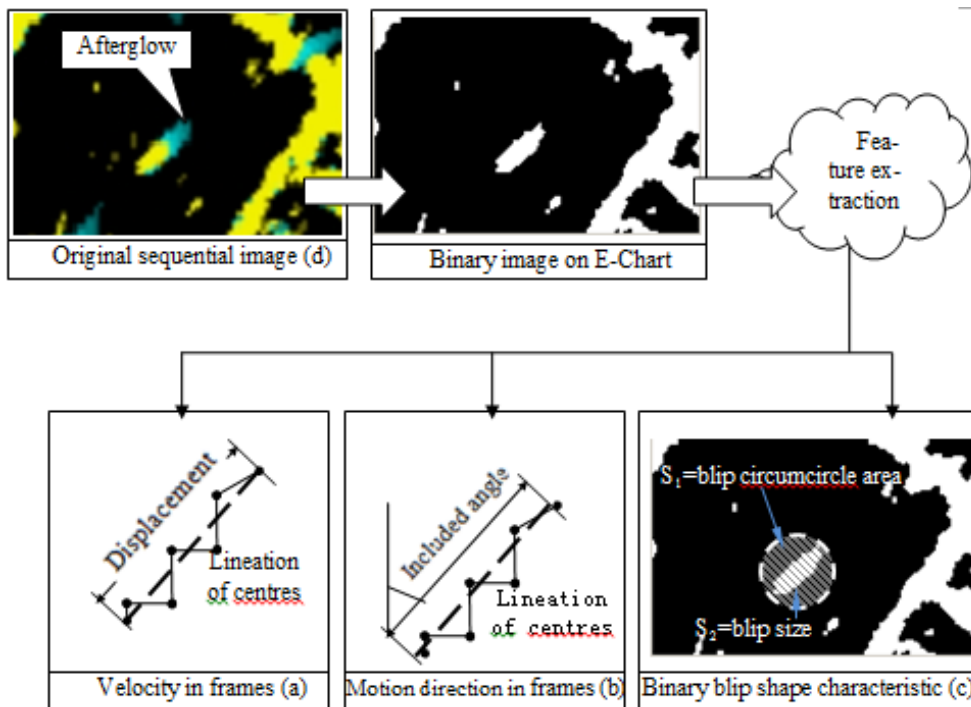 Afterglow
Original sequential image (d)
Binary image on E-Chart
Fea-
ture ex-
traction
Displacement
Lineation
of centres
Velocity in frames (a)
Included angle
Lineation
of centres
Motion direction in frames (b)
S₁=blip circumcircle area
S₂=blip size
Binary blip shape characteristic (c)